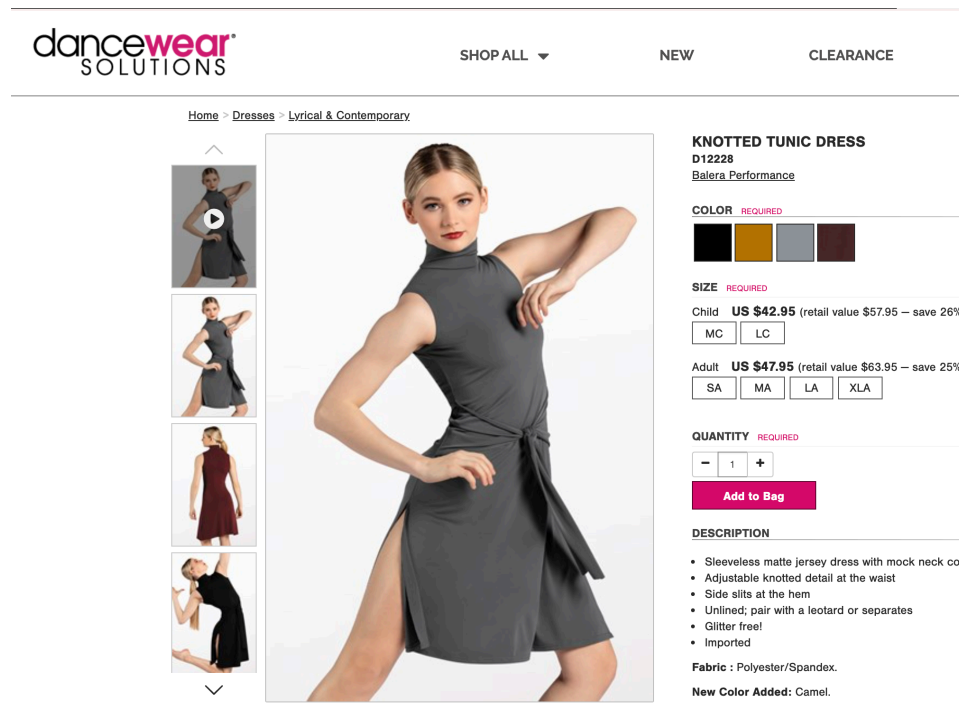 dancewear
SOLUTIONS
SHOP ALL
NEW
CLEARANCE
Home > Dresses > Lyrical & Contemporary
KNOTTED TUNIC DRESS
D12228
Balera Performance
COLOR REQUIRED
SIZE REQUIRED
Child US $42.95 (retail value $57.95 — save 26%
MC LC
Adult US $47.95 (retail value $63.95 — save 25%
SA MA LA XLA
QUANTITY REQUIRED
− 1 +
Add to Bag
DESCRIPTION
• Sleeveless matte jersey dress with mock neck co
• Adjustable knotted detail at the waist
• Side slits at the hem
• Unlined; pair with a leotard or separates
• Glitter free!
• Imported
Fabric : Polyester/Spandex.
New Color Added: Camel.